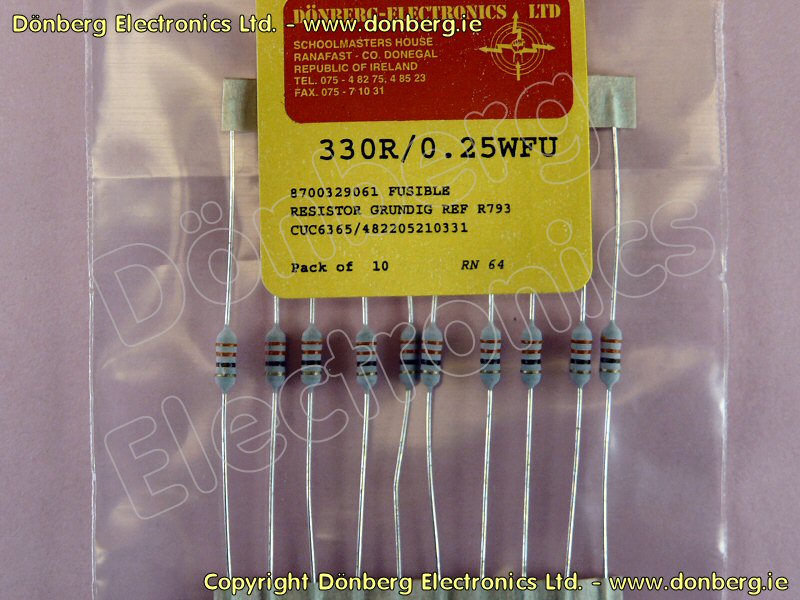 Dönberg Electronics Ltd. - www.donberg.ie
DÖNBERG-ELECTRONICS LTD
SCHOOLMASTERS HOUSE
RANAFAST - CO. DONEGAL
REPUBLIC OF IRELAND
TEL. 075 - 4 82 75, 4 85 23
FAX. 075 - 7 10 31
330R/0.25WFU
8700329061 FUSIBLE
RESISTOR GRUNDIG REF R793
CUC6365/482205210331
Pack of 10 RN 64
Dönberg
Electronics
Copyright Dönberg Electronics Ltd. - www.donberg.ie